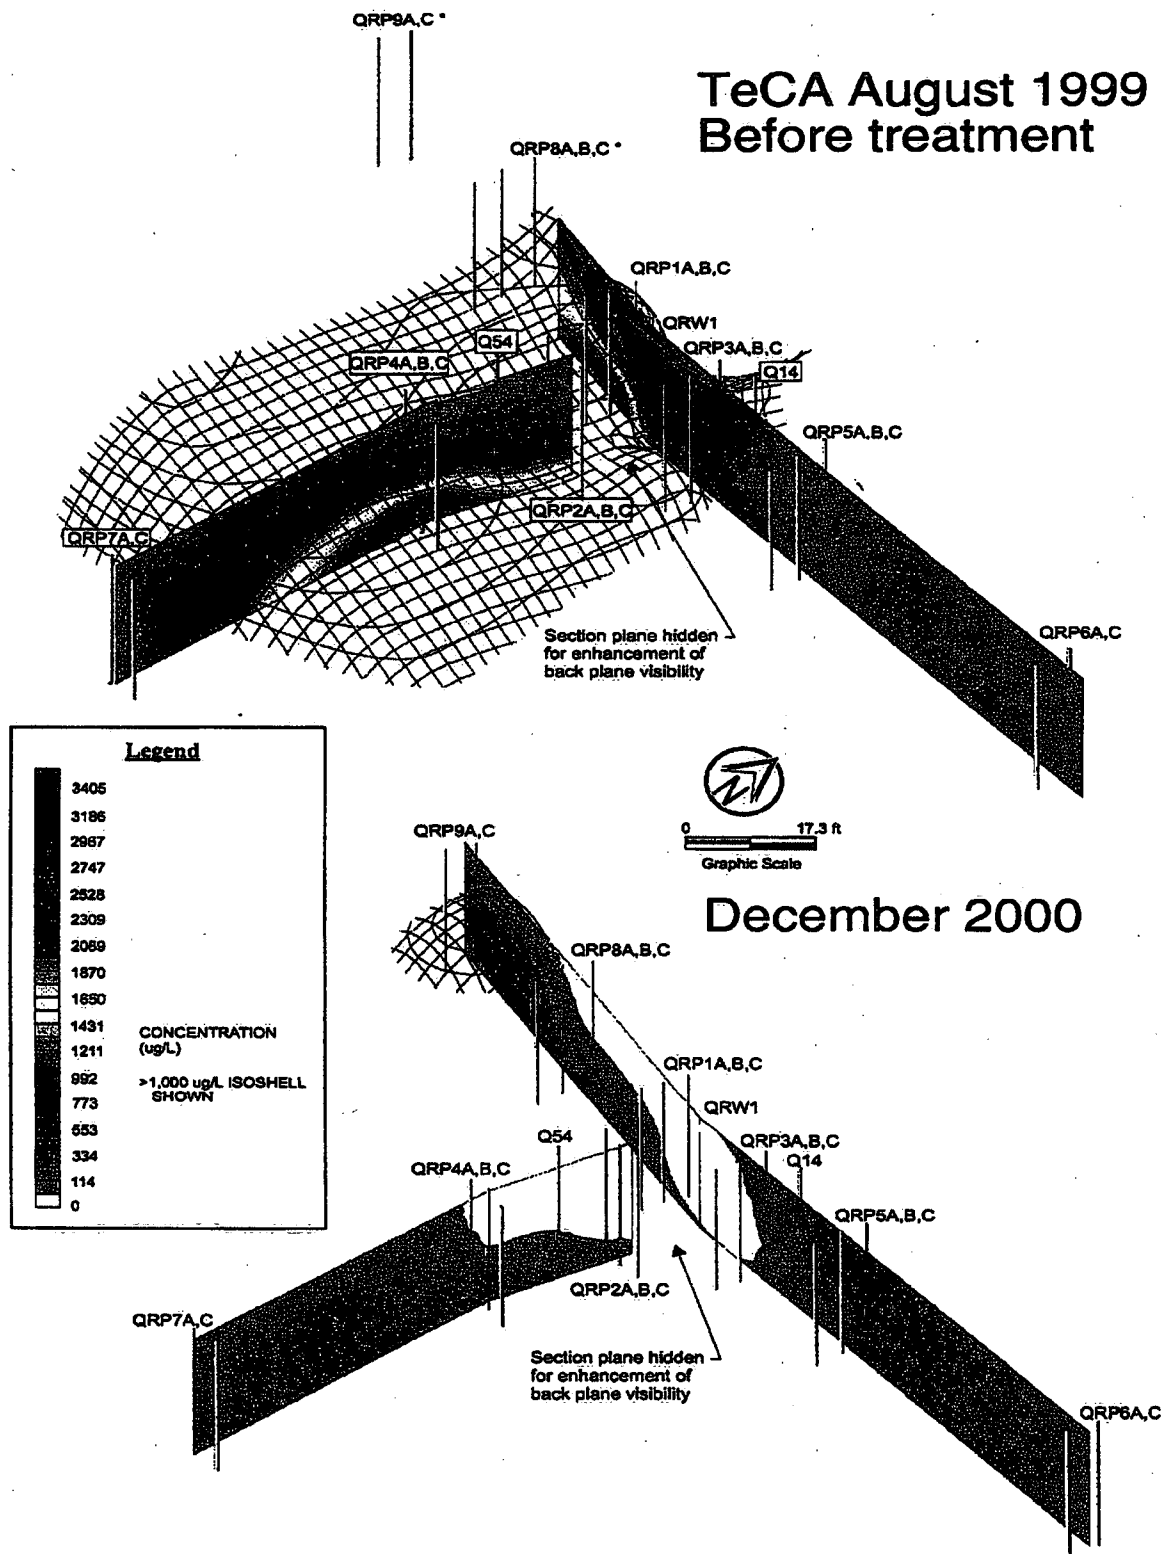 QRP9A,C *
TeCA August 1999
Before treatment
QRP8A,B,C *
QRP1A,B,C
QRW1
Q54
QRP3A,B,C
QRP4A,B,C
Q14
QRP5A,B,C
QRP2A,B,C
QRP7A,C
Section plane hidden
for enhancement of
back plane visibility
QRP6A,C
Legend
3405
3186
2967
2747
2528
2309
2089
1870
1650
1431
1211
992
773
553
334
114
0
CONCENTRATION
(ug/L)
>1,000 ug/L ISOSHELL
SHOWN
N
0 17.3 ft
Graphic Scale
December 2000
QRP9A,C
QRP8A,B,C
QRP1A,B,C
QRW1
Q54
QRP3A,B,C
Q14
QRP4A,B,C
QRP5A,B,C
QRP2A,B,C
QRP7A,C
Section plane hidden
for enhancement of
back plane visibility
QRP6A,C